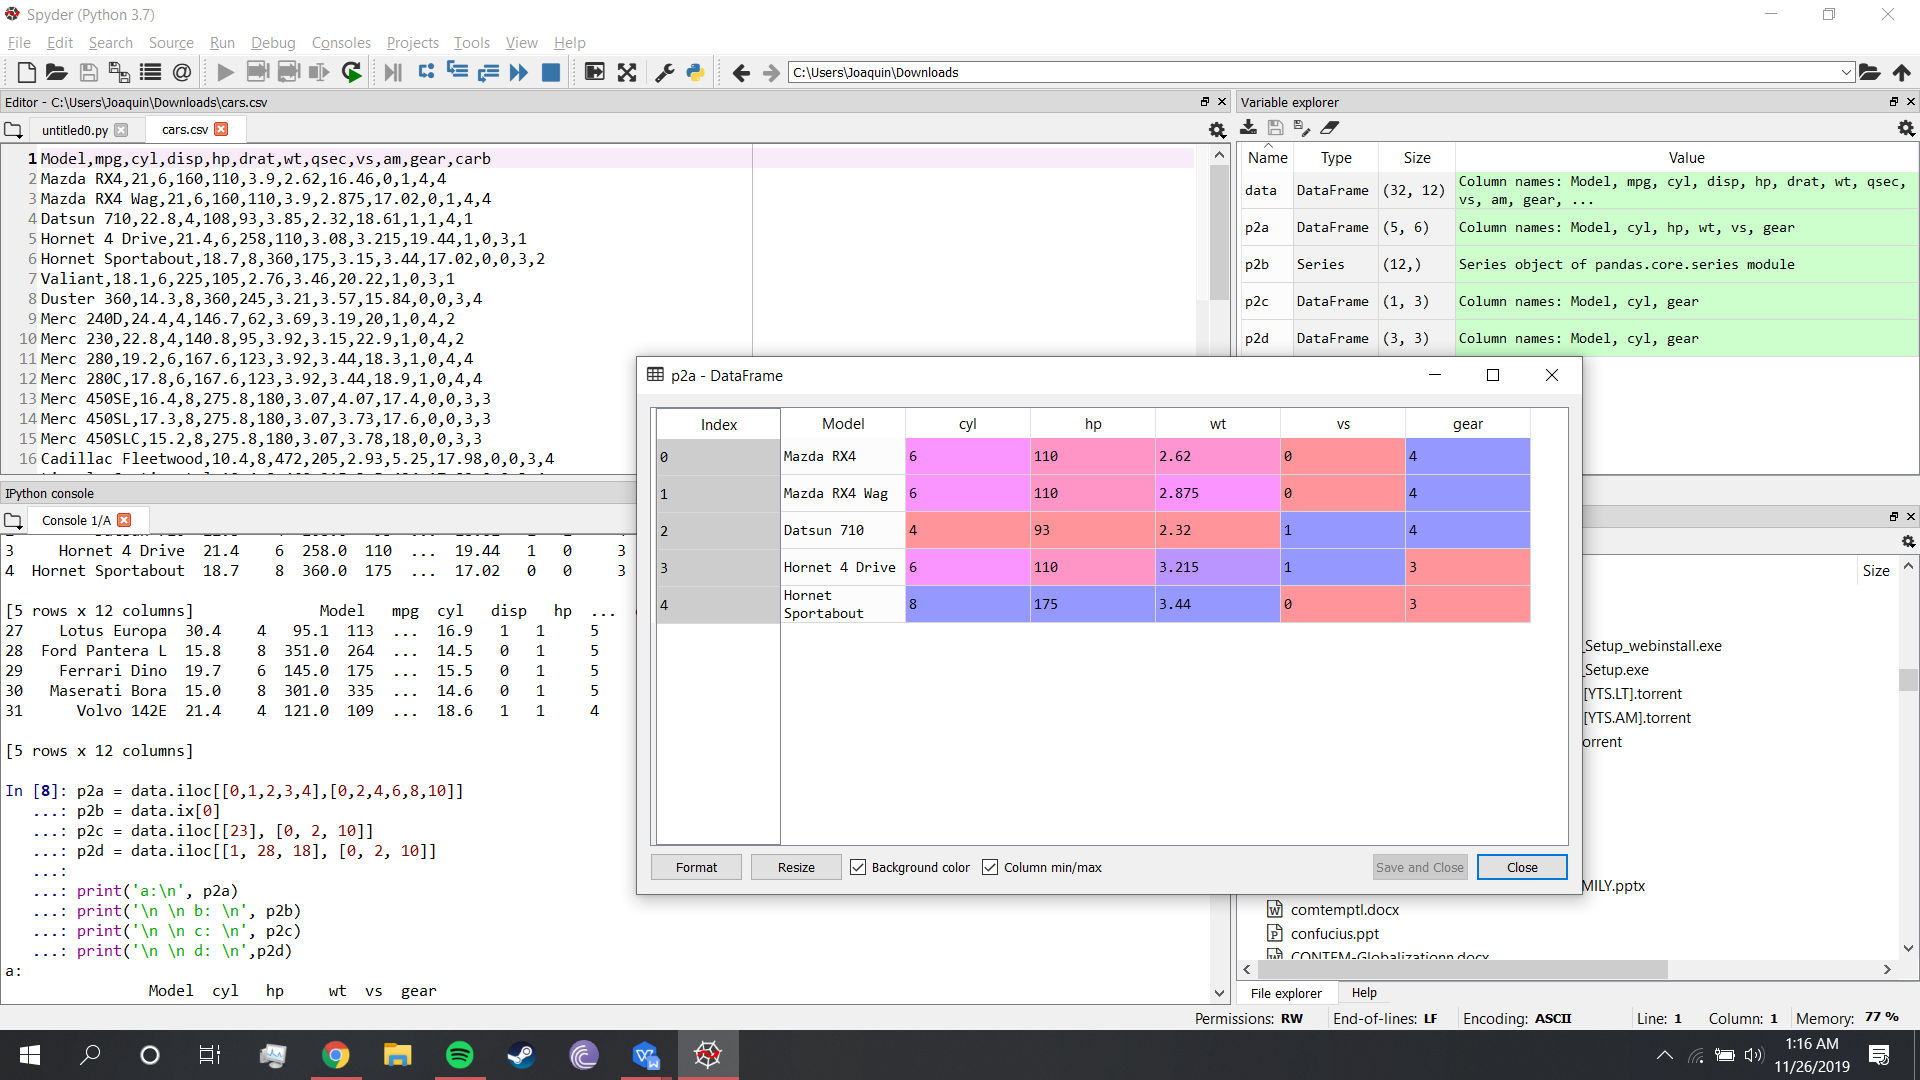 Spyder (Python 3.7)
File Edit Search Source Run Debug Consoles Projects Tools View Help
C:\Users\Joaquin\Downloads
Editor - C:\Users\Joaquin\Downloads\cars.csv
untitled0.py cars.csv
1 Model,mpg,cyl,disp,hp,drat,wt,qsec,vs,am,gear,carb
2 Mazda RX4,21,6,160,110,3.9,2.62,16.46,0,1,4,4
3 Mazda RX4 Wag,21,6,160,110,3.9,2.875,17.02,0,1,4,4
4 Datsun 710,22.8,4,108,93,3.85,2.32,18.61,1,1,4,1
5 Hornet 4 Drive,21.4,6,258,110,3.08,3.215,19.44,1,0,3,1
6 Hornet Sportabout,18.7,8,360,175,3.15,3.44,17.02,0,0,3,2
7 Valiant,18.1,6,225,105,2.76,3.46,20.22,1,0,3,1
8 Duster 360,14.3,8,360,245,3.21,3.57,15.84,0,0,3,4
9 Merc 240D,24.4,4,146.7,62,3.69,3.19,20,1,0,4,2
10 Merc 230,22.8,4,140.8,95,3.92,3.15,22.9,1,0,4,2
11 Merc 280,19.2,6,167.6,123,3.92,3.44,18.3,1,0,4,4
12 Merc 280C,17.8,6,167.6,123,3.92,3.44,18.9,1,0,4,4
13 Merc 450SE,16.4,8,275.8,180,3.07,4.07,17.4,0,0,3,3
14 Merc 450SL,17.3,8,275.8,180,3.07,3.73,17.6,0,0,3,3
15 Merc 450SLC,15.2,8,275.8,180,3.07,3.78,18,0,0,3,3
16 Cadillac Fleetwood,10.4,8,472,205,2.93,5.25,17.98,0,0,3,4
Variable explorer
Name Type Size Value
data DataFrame (32, 12) Column names: Model, mpg, cyl, disp, hp, drat, wt, qsec,
vs, am, gear, ...
p2a DataFrame (5, 6) Column names: Model, cyl, hp, wt, vs, gear
p2b Series (12,) Series object of pandas.core.series module
p2c DataFrame (1, 3) Column names: Model, cyl, gear
p2d DataFrame (3, 3) Column names: Model, cyl, gear
p2a - DataFrame
Index Model cyl hp wt vs gear
0 Mazda RX4 6 110 2.62 0 4
1 Mazda RX4 Wag 6 110 2.875 0 4
2 Datsun 710 4 93 2.32 1 4
3 Hornet 4 Drive 6 110 3.215 1 3
4 Hornet Sportabout 8 175 3.44 0 3
Format Resize Background color Column min/max Save and Close Close
IPython console
Console 1/A
3 Hornet 4 Drive 21.4 6 258.0 110 ... 19.44 1 0 3
4 Hornet Sportabout 18.7 8 360.0 175 ... 17.02 0 0 3
[5 rows x 12 columns] Model mpg cyl disp hp ...
27 Lotus Europa 30.4 4 95.1 113 ... 16.9 1 1 5
28 Ford Pantera L 15.8 8 351.0 264 ... 14.5 0 1 5
29 Ferrari Dino 19.7 6 145.0 175 ... 15.5 0 1 5
30 Maserati Bora 15.0 8 301.0 335 ... 14.6 0 1 5
31 Volvo 142E 21.4 4 121.0 109 ... 18.6 1 1 4
[5 rows x 12 columns]
In [8]: p2a = data.iloc[[0,1,2,3,4],[0,2,4,6,8,10]]
...: p2b = data.ix[0]
...: p2c = data.iloc[[23], [0, 2, 10]]
...: p2d = data.iloc[[1, 28, 18], [0, 2, 10]]
...:
...: print('a:\n', p2a)
...: print('\n \n b: \n', p2b)
...: print('\n \n c: \n', p2c)
...: print('\n \n d: \n',p2d)
a:
Model cyl hp wt vs gear
Size
_Setup_webinstall.exe
_Setup.exe
[YTS.LT].torrent
[YTS.AM].torrent
orrent
MILY.pptx
comtemptl.docx
confucius.ppt
CONTEM-Globalizationn.docx
File explorer Help
Permissions: RW End-of-lines: LF Encoding: ASCII Line: 1 Column: 1 Memory: 77 %
1:16 AM
11/26/2019